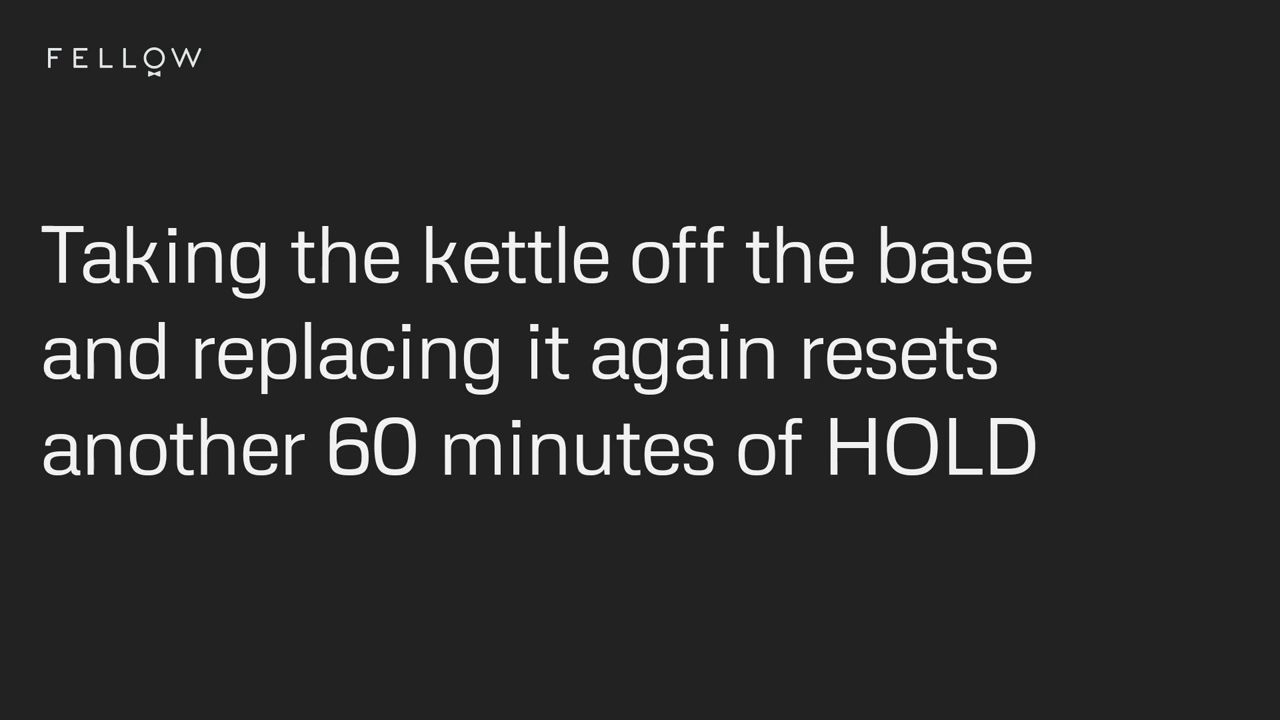 FELLOW
Taking the kettle off the base
and replacing it again resets
another 60 minutes of HOLD